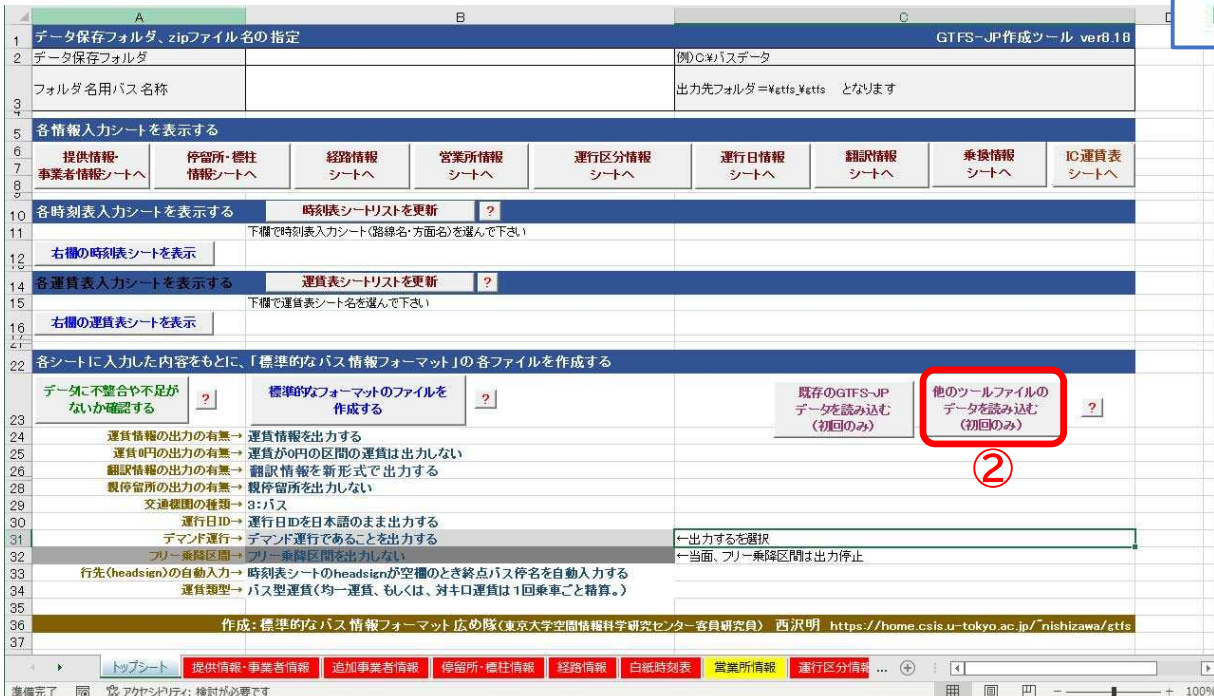 A B C D
1 データ保存フォルダ、zipファイル名の指定 GTFS-JP作成ツール ver8.18
2 データ保存フォルダ 例)C:¥バスデータ
3 フォルダ名用バス名称 出力先フォルダ=¥gtfs_¥gtfs となります
5 各情報入力シートを表示する
6
7
8
提供情報・
事業者情報シートへ
停留所・標柱
情報シートへ
経路情報
シートへ
営業所情報
シートへ
運行区分情報
シートへ
運行日情報
シートへ
翻訳情報
シートへ
乗換情報
シートへ
IC運賃表
シートへ
10 各時刻表入力シートを表示する 時刻表シートリストを更新 ?
11 下欄で時刻表入力シート(路線名・方面名)を選んで下さい
12 右欄の時刻表シートを表示
14 各運賃表入力シートを表示する 運賃表シートリストを更新 ?
15 下欄で運賃表シート名を選んで下さい
16 右欄の運賃表シートを表示
22 各シートに入力した内容をもとに、「標準的なバス情報フォーマット」の各ファイルを作成する
23
データに不整合や不足が
ないか確認する
?
標準的なフォーマットのファイルを
作成する
?
既存のGTFS-JP
データを読み込む
(初回のみ)
他のツールファイルの
データを読み込む
(初回のみ)
?
②
24 運賃情報の出力の有無→ 運賃情報を出力する
25 運賃0円の出力の有無→ 運賃が0円の区間の運賃は出力しない
26 翻訳情報の出力の有無→ 翻訳情報を新形式で出力する
28 親停留所の出力の有無→ 親停留所を出力しない
29 交通機関の種類→ 3:バス
30 運行日ID→ 運行日IDを日本語のまま出力する
31 デマンド運行→ デマンド運行であることを出力する ←出力するを選択
32 フリー乗降区間→ フリー乗降区間を出力しない ←当面、フリー乗降区間は出力停止
33 行先(headsign)の自動入力→ 時刻表シートのheadsignが空欄のとき終点バス停名を自動入力する
34 運賃類型→ バス型運賃(均一運賃、もしくは、対キロ運賃は1回乗車ごと精算。)
35
36 作成:標準的なバス情報フォーマット広め隊(東京大学空間情報科学研究センター客員研究員) 西沢明 https://home.csis.u-tokyo.ac.jp/~nishizawa/gtfs
37
トップシート 提供情報・事業者情報 追加事業者情報 停留所・標柱情報 経路情報 白紙時刻表 営業所情報 運行区分情報 ...
準備完了 アクセシビリティ: 検討が必要です 100%